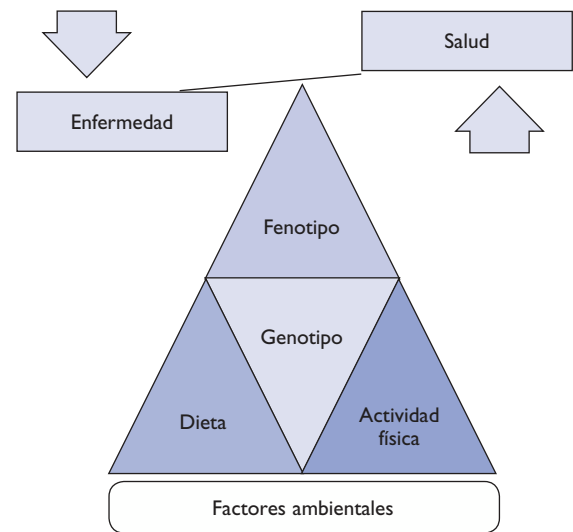 Salud
Enfermedad
Fenotipo
Genotipo
Dieta
Actividad
física
Factores ambientales